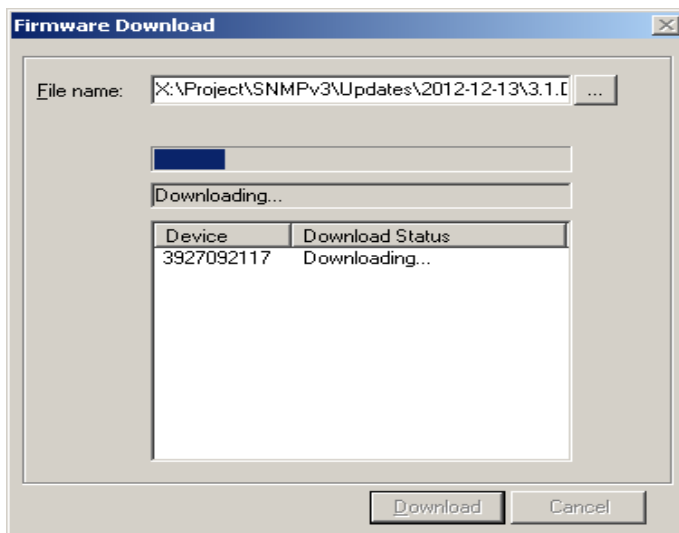 Firmware Download
File name: X:\Project\SNMPv3\Updates\2012-12-13\3.1. ...
Downloading...
Device Download Status
3927092117 Downloading...
Download Cancel